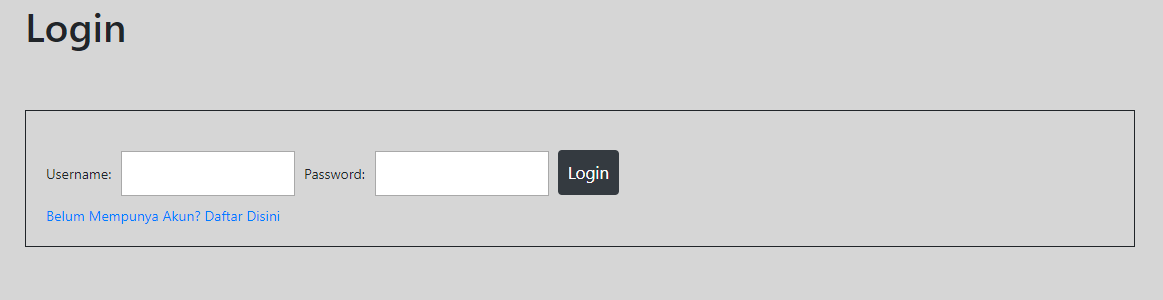 Login
Username: Password: Login
Belum Mempunya Akun? Daftar Disini